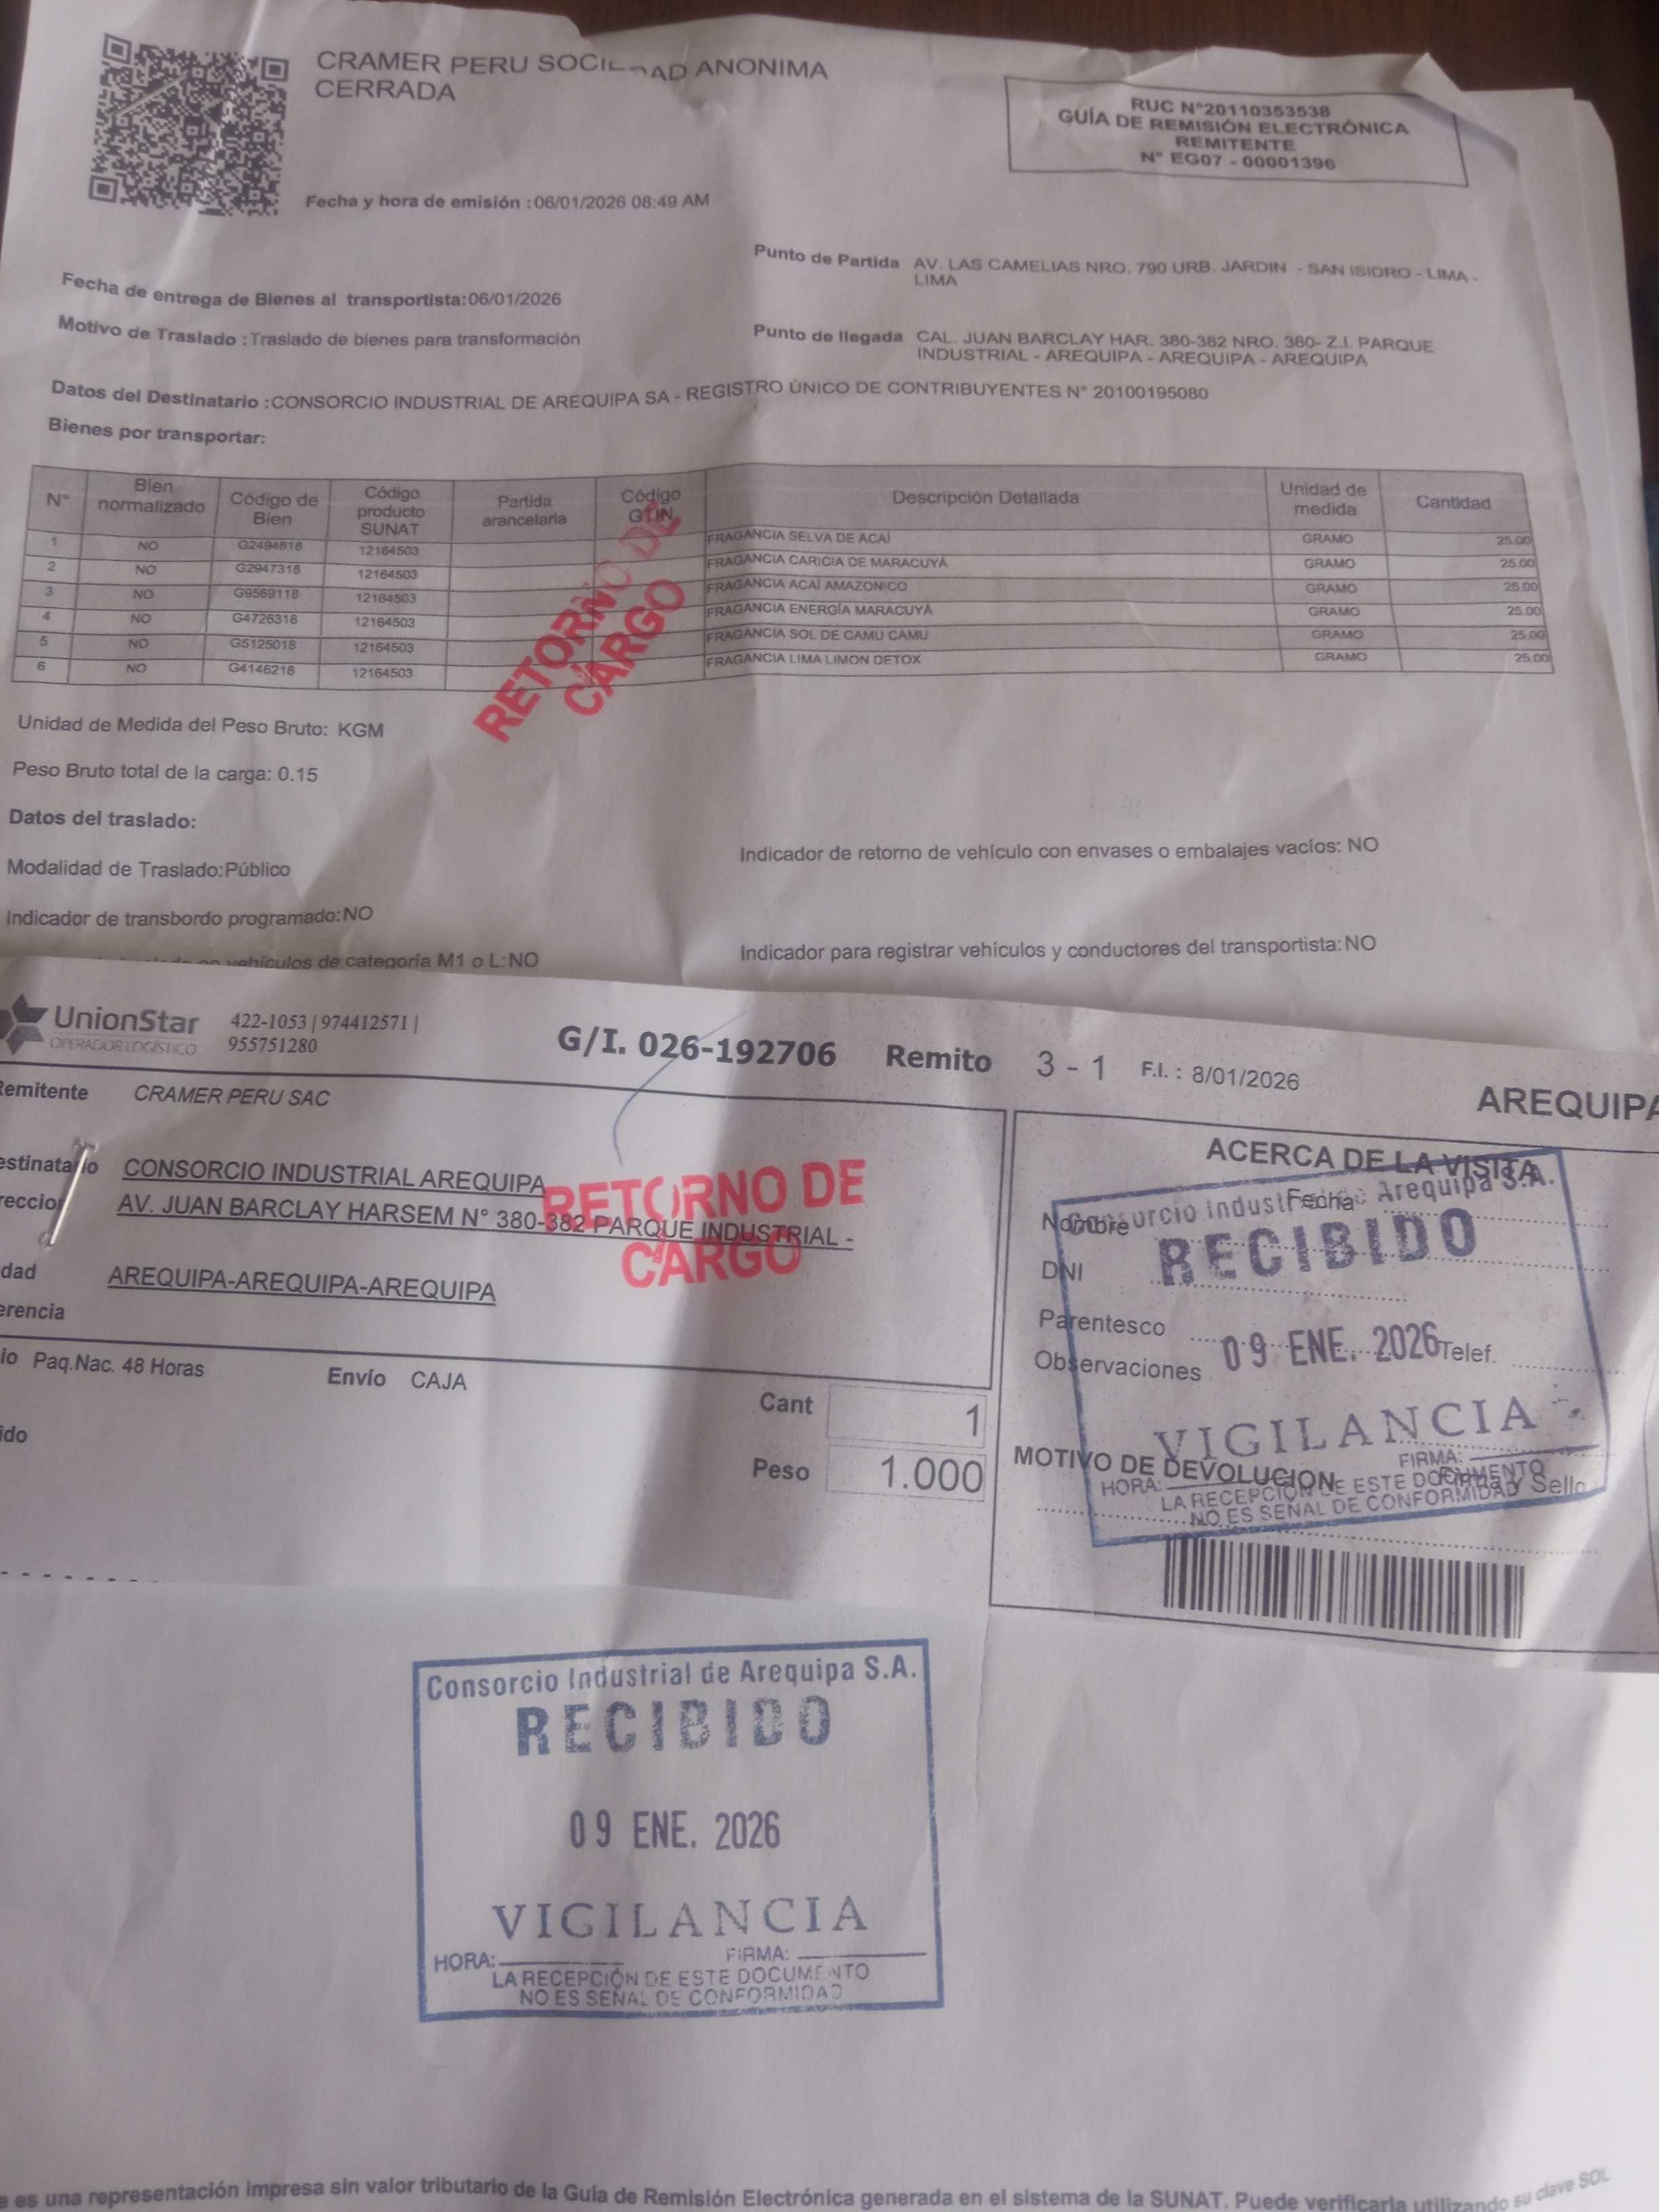 CRAMER PERU SOCIEDAD ANONIMA
CERRADA
RUC N°20110353538
GUÍA DE REMISIÓN ELECTRÓNICA
REMITENTE
N° EG07 - 00001396
Fecha y hora de emisión :06/01/2026 08:49 AM
Punto de Partida AV. LAS CAMELIAS NRO. 790 URB. JARDIN - SAN ISIDRO - LIMA -
LIMA
Fecha de entrega de Bienes al transportista:06/01/2026
Motivo de Traslado :Traslado de bienes para transformación
Punto de llegada CAL. JUAN BARCLAY HAR. 380-382 NRO. 380- Z.I. PARQUE
INDUSTRIAL - AREQUIPA - AREQUIPA - AREQUIPA
Datos del Destinatario :CONSORCIO INDUSTRIAL DE AREQUIPA SA - REGISTRO ÚNICO DE CONTRIBUYENTES N° 20100195080
Bienes por transportar:
N° Bien normalizado Código de Bien Código producto SUNAT Partida arancelaria Código GTIN Descripción Detallada Unidad de medida Cantidad
1 NO G2494818 12164503 FRAGANCIA SELVA DE ACAÍ GRAMO 25.00
2 NO G2947318 12164503 FRAGANCIA CARICIA DE MARACUYÁ GRAMO 25.00
3 NO G9569118 12164503 FRAGANCIA ACAÍ AMAZONICO GRAMO 25.00
4 NO G4726318 12164503 FRAGANCIA ENERGÍA MARACUYÁ GRAMO 25.00
5 NO G5125018 12164503 FRAGANCIA SOL DE CAMU CAMU GRAMO 25.00
6 NO G4146218 12164503 FRAGANCIA LIMA LIMON DETOX GRAMO 25.00
RETORNO DE
CARGO
Unidad de Medida del Peso Bruto: KGM
Peso Bruto total de la carga: 0.15
Datos del traslado:
Modalidad de Traslado:Público
Indicador de retorno de vehículo con envases o embalajes vacíos: NO
Indicador de transbordo programado:NO
Indicador para registrar vehículos y conductores del transportista:NO
en vehículos de categoría M1 o L:NO
UnionStar
OPERADOR LOGÍSTICO
422-1053 | 974412571 |
955751280
G/I. 026-192706 Remito 3 - 1 F.I. : 8/01/2026
AREQUIPA
Remitente CRAMER PERU SAC
estinatario CONSORCIO INDUSTRIAL AREQUIPA
reccion AV. JUAN BARCLAY HARSEM N° 380-382 PARQUE INDUSTRIAL -
dad AREQUIPA-AREQUIPA-AREQUIPA
erencia
RETORNO DE
CARGO
io Paq.Nac. 48 Horas
Envío CAJA
ido
Cant 1
Peso 1.000
ACERCA DE LA VISITA
Nombre Fecha
DNI
Parentesco
Observaciones Telef.
MOTIVO DE DEVOLUCION
y Sello
Consorcio Industrial de Arequipa S.A.
RECIBIDO
09 ENE. 2026
VIGILANCIA
HORA: FIRMA:
LA RECEPCIÓN DE ESTE DOCUMENTO
NO ES SEÑAL DE CONFORMIDAD
Consorcio Industrial de Arequipa S.A.
RECIBIDO
09 ENE. 2026
VIGILANCIA
HORA: FIRMA:
LA RECEPCIÓN DE ESTE DOCUMENTO
NO ES SEÑAL DE CONFORMIDAD
a es una representación impresa sin valor tributario de la Guía de Remisión Electrónica generada en el sistema de la SUNAT. Puede verificarla utilizando su clave SOL